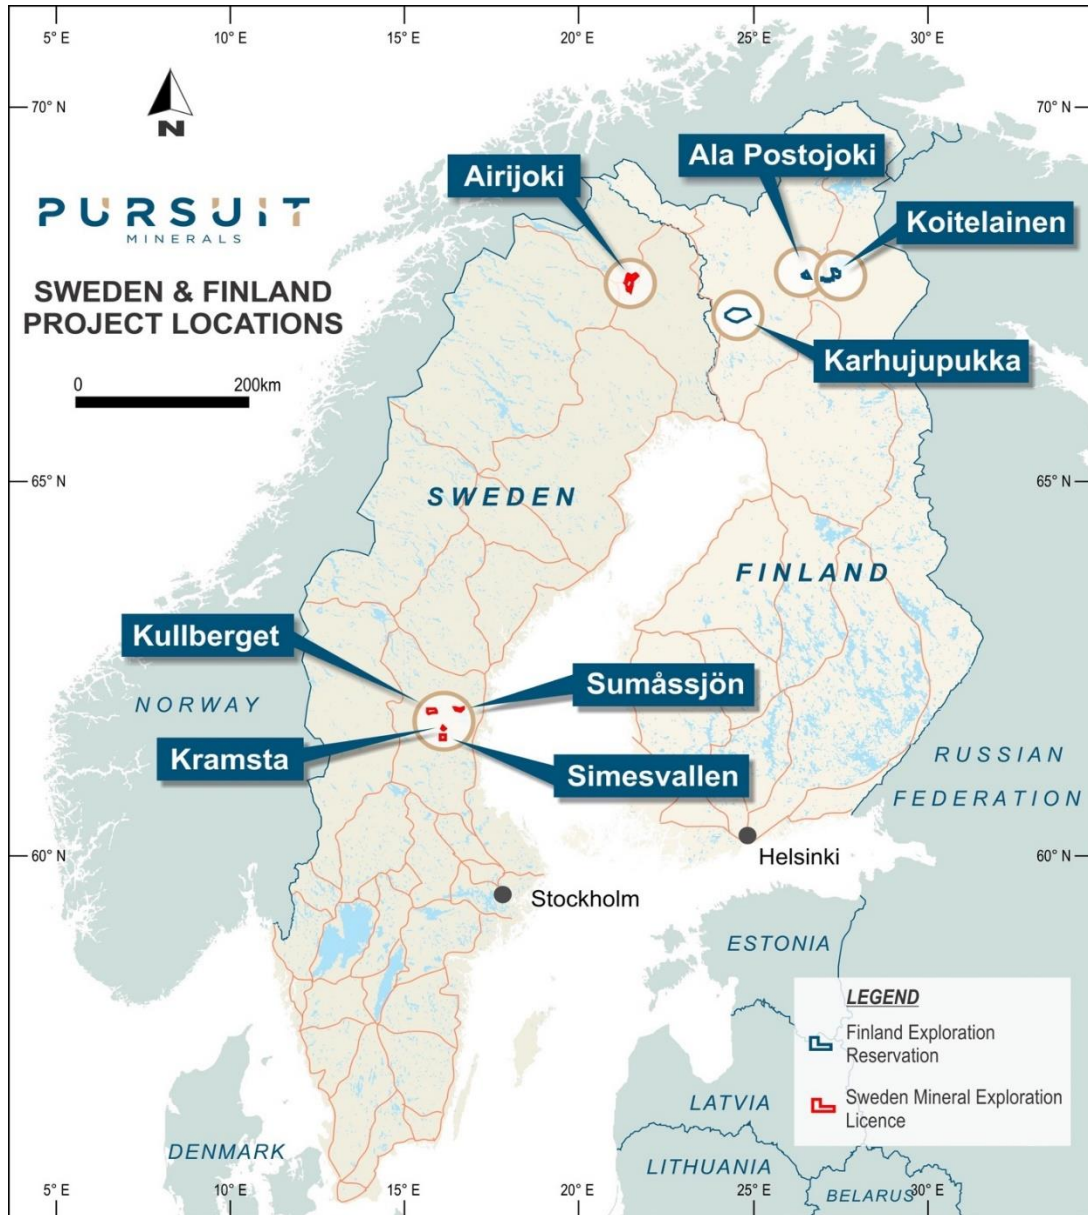 5° E 10° E 15° E 20° E 25° E 30° E
70° N 70° N
N
PURSUIT
MINERALS
SWEDEN & FINLAND
PROJECT LOCATIONS
0 200km
Airijoki
Ala Postojoki
Koitelainen
Karhujupukka
65° N 65° N
SWEDEN
FINLAND
Kullberget
Sumåssjön
NORWAY
Kramsta
Simesvallen
RUSSIAN
FEDERATION
60° N 60° N
Helsinki
Stockholm
ESTONIA
LEGEND
Finland Exploration
Reservation
Sweden Mineral Exploration
Licence
LATVIA
DENMARK
LITHUANIA
BELARUS
5° E 10° E 15° E 20° E 25° E 30° E